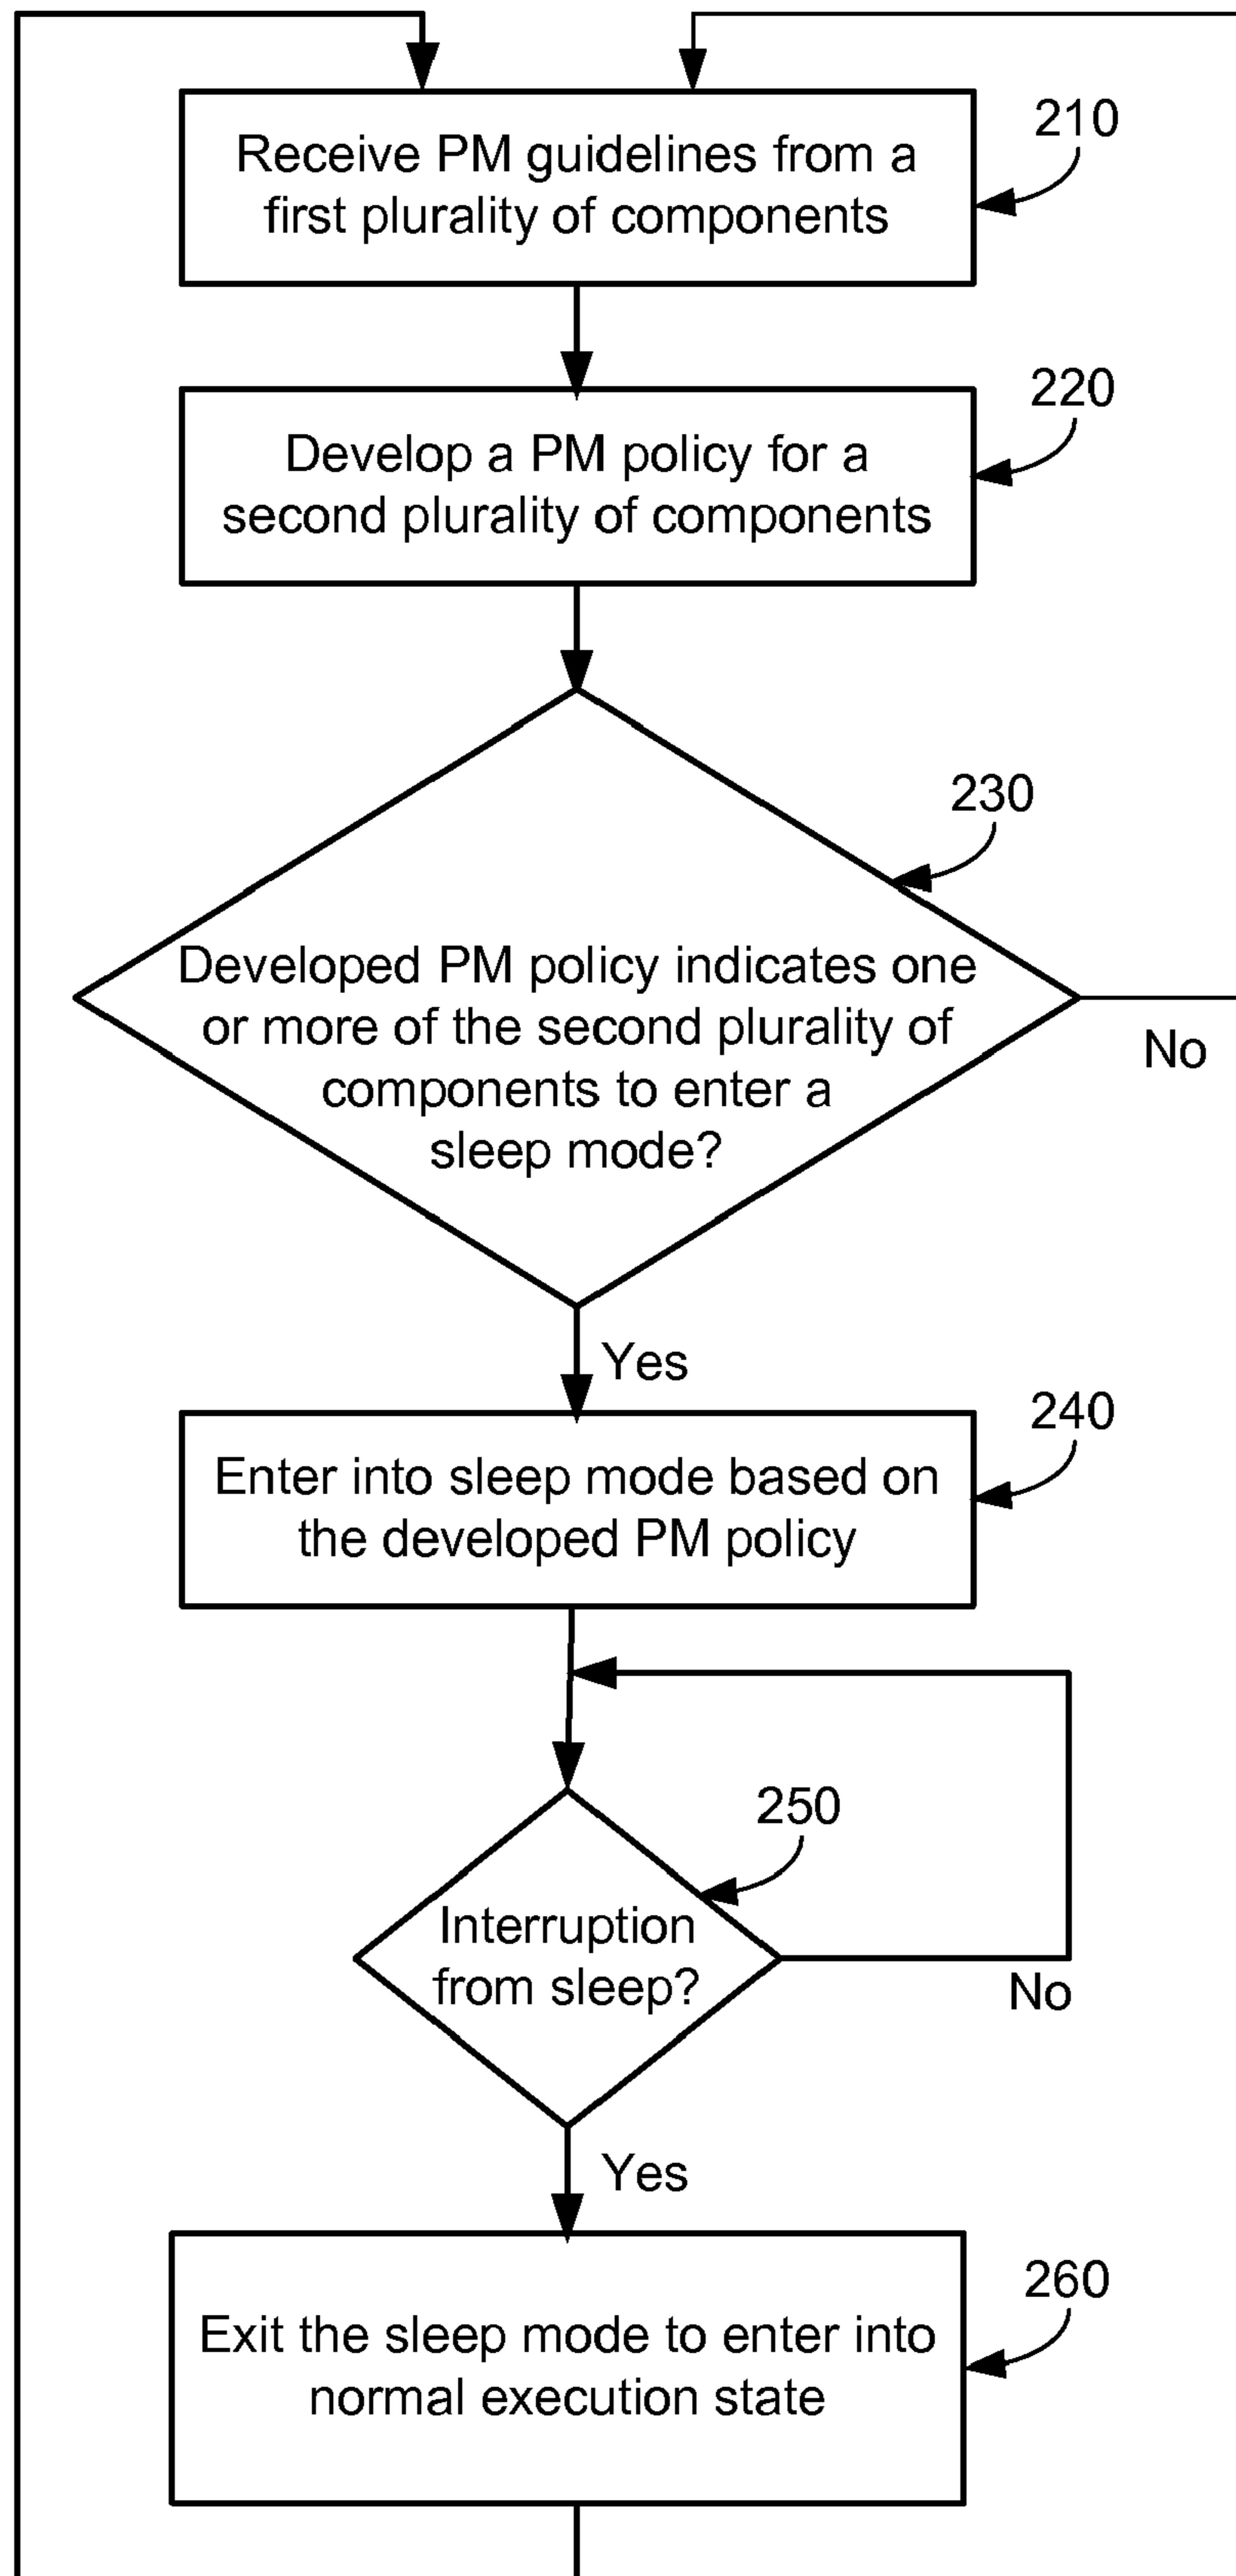 210
Receive PM guidelines from a
first plurality of components
220
Develop a PM policy for a
second plurality of components
230
Developed PM policy indicates one
or more of the second plurality of
components to enter a
sleep mode?
No
Yes
240
Enter into sleep mode based on
the developed PM policy
250
Interruption
from sleep?
No
Yes
260
Exit the sleep mode to enter into
normal execution state